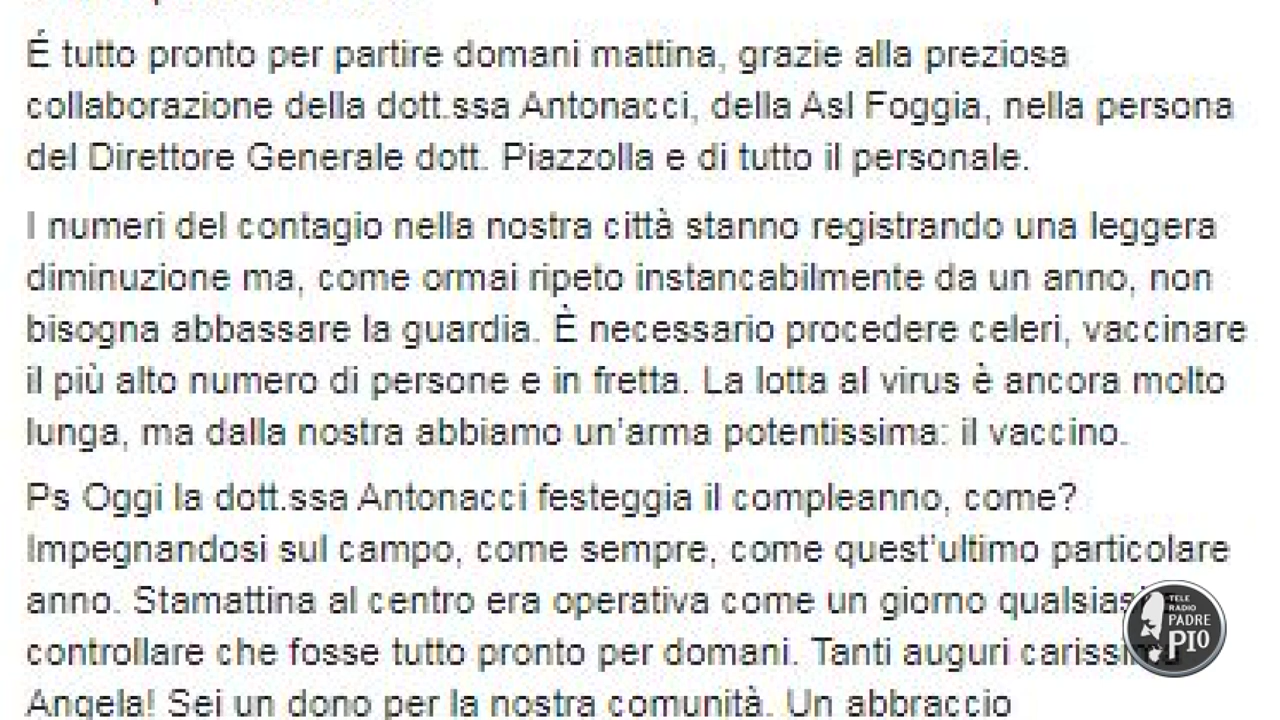 É tutto pronto per partire domani mattina, grazie alla preziosa
collaborazione della dott.ssa Antonacci, della Asl Foggia, nella persona
del Direttore Generale dott. Piazzolla e di tutto il personale.
I numeri del contagio nella nostra città stanno registrando una leggera
diminuzione ma, come ormai ripeto instancabilmente da un anno, non
bisogna abbassare la guardia. È necessario procedere celeri, vaccinare
il più alto numero di persone e in fretta. La lotta al virus è ancora molto
lunga, ma dalla nostra abbiamo un'arma potentissima: il vaccino.
Ps Oggi la dott.ssa Antonacci festeggia il compleanno, come?
Impegnandosi sul campo, come sempre, come quest'ultimo particolare
anno. Stamattina al centro era operativa come un giorno
controllare che fosse tutto pronto per domani. Tanti auguri
Angela! Sei un dono per la nostra comunità. Un abbraccio
TELE
RADIO
PADRE
PIO